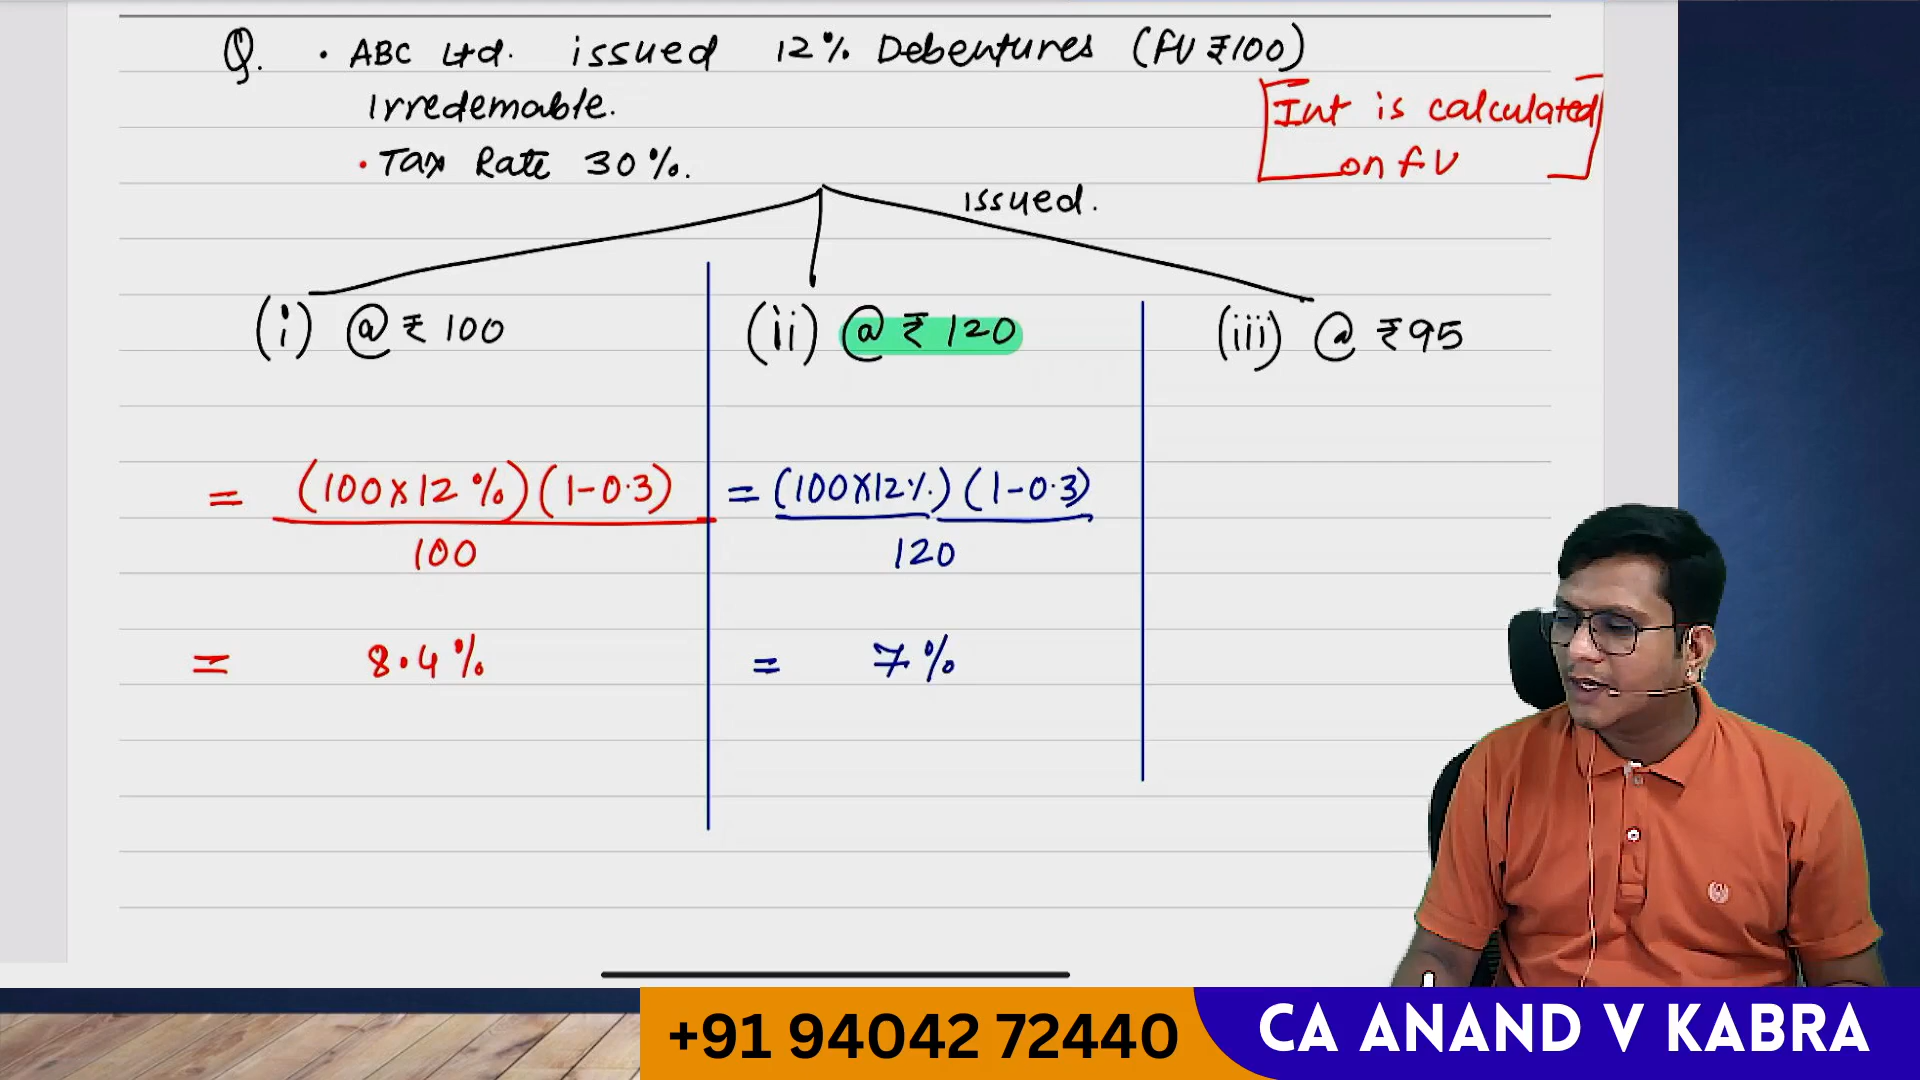 Q. • ABC Ltd. issued 12% Debentures (FV ₹100)
Irredemable.
• Tax Rate 30%.
Int is calculated
on FV
issued.
(i) @ ₹ 100
(ii) @ ₹ 120
(iii) @ ₹95
= (100×12%)(1-0.3)
100
= 8.4%
= (100×12%)(1-0.3)
120
= 7%
+91 94042 72440
CA ANAND V KABRA